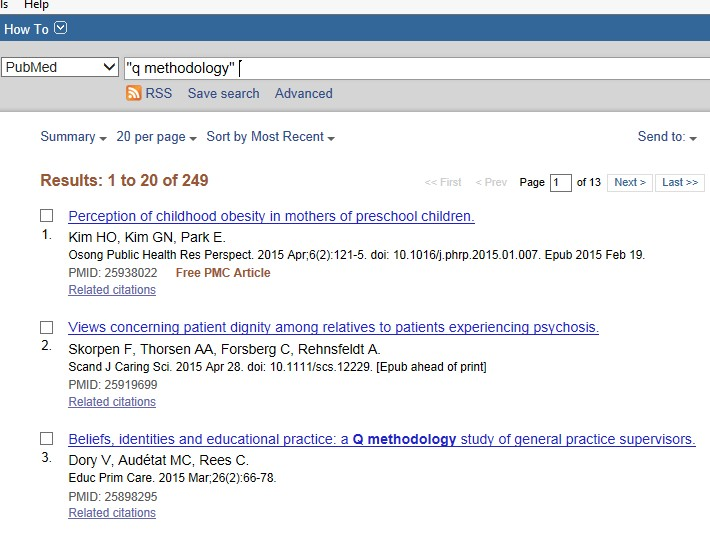 ls Help
How To
PubMed "q methodology"
RSS Save search Advanced
Summary 20 per page Sort by Most Recent Send to:
Results: 1 to 20 of 249 << First < Prev Page 1 of 13 Next > Last >>
Perception of childhood obesity in mothers of preschool children.
1. Kim HO, Kim GN, Park E.
Osong Public Health Res Perspect. 2015 Apr;6(2):121-5. doi: 10.1016/j.phrp.2015.01.007. Epub 2015 Feb 19.
PMID: 25938022 Free PMC Article
Related citations
Views concerning patient dignity among relatives to patients experiencing psychosis.
2. Skorpen F, Thorsen AA, Forsberg C, Rehnsfeldt A.
Scand J Caring Sci. 2015 Apr 28. doi: 10.1111/scs.12229. [Epub ahead of print]
PMID: 25919699
Related citations
Beliefs, identities and educational practice: a Q methodology study of general practice supervisors.
3. Dory V, Audétat MC, Rees C.
Educ Prim Care. 2015 Mar;26(2):66-78.
PMID: 25898295
Related citations